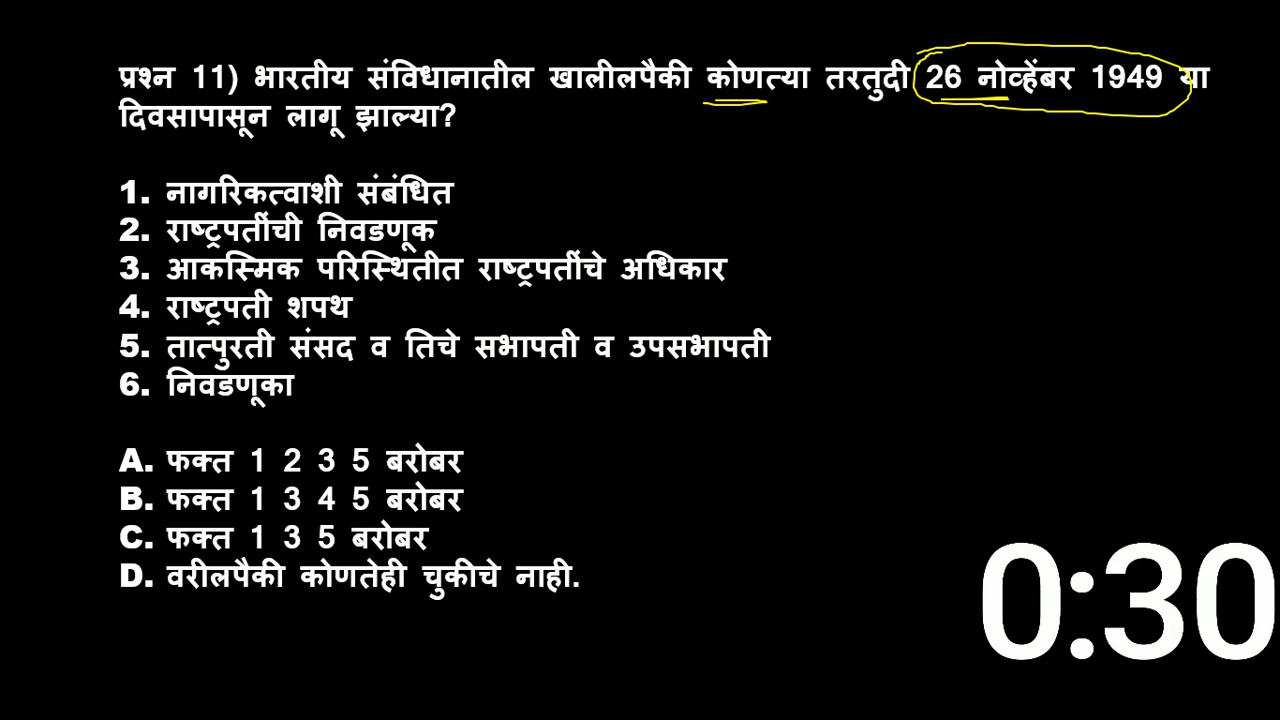 प्रश्न 11) भारतीय संविधानातील खालीलपैकी कोणत्या तरतुदी 26 नोव्हेंबर 1949 या
दिवसापासून लागू झाल्या?
1. नागरिकत्वाशी संबंधित
2. राष्ट्रपतींची निवडणूक
3. आकस्मिक परिस्थितीत राष्ट्रपतींचे अधिकार
4. राष्ट्रपती शपथ
5. तात्पुरती संसद व तिचे सभापती व उपसभापती
6. निवडणूका
A. फक्त 1 2 3 5 बरोबर
B. फक्त 1 3 4 5 बरोबर
C. फक्त 1 3 5 बरोबर
D. वरीलपैकी कोणतेही चुकीचे नाही.
0:30